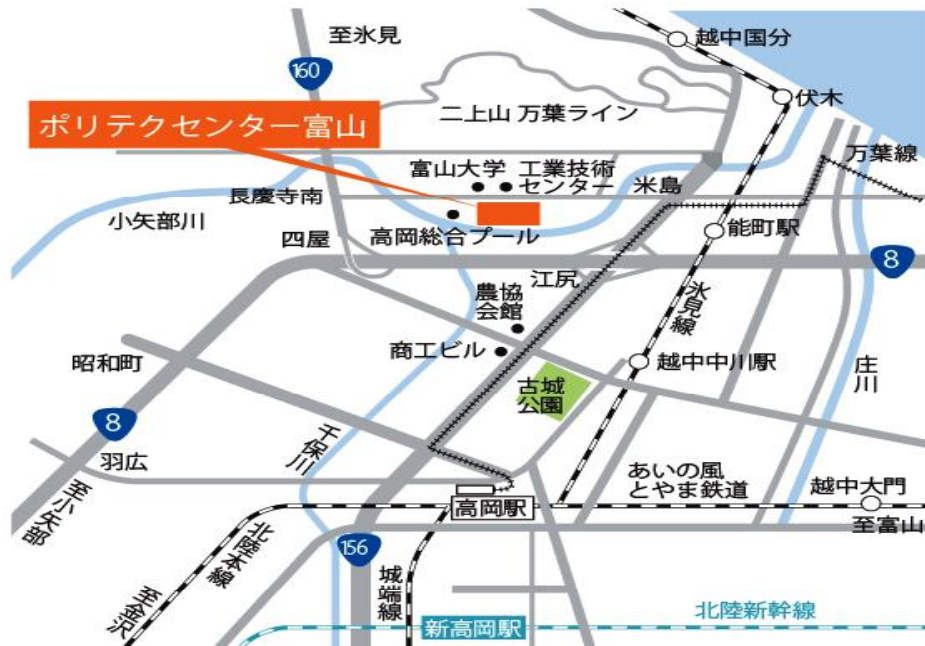 至氷見
越中国分
160
伏木
二上山 万葉ライン
ポリテクセンター富山
万葉線
富山大学
工業技術
センター
米島
長慶寺南
小矢部川
高岡総合プール
能町駅
四屋
8
江尻
農協
会館
氷見線
商工ビル
越中中川駅
昭和町
庄川
古城
公園
8
千保川
羽広
あいの風
とやま鉄道
越中大門
至小矢部
高岡駅
至富山
北陸本線
156
城端線
至金沢
北陸新幹線
新高岡駅